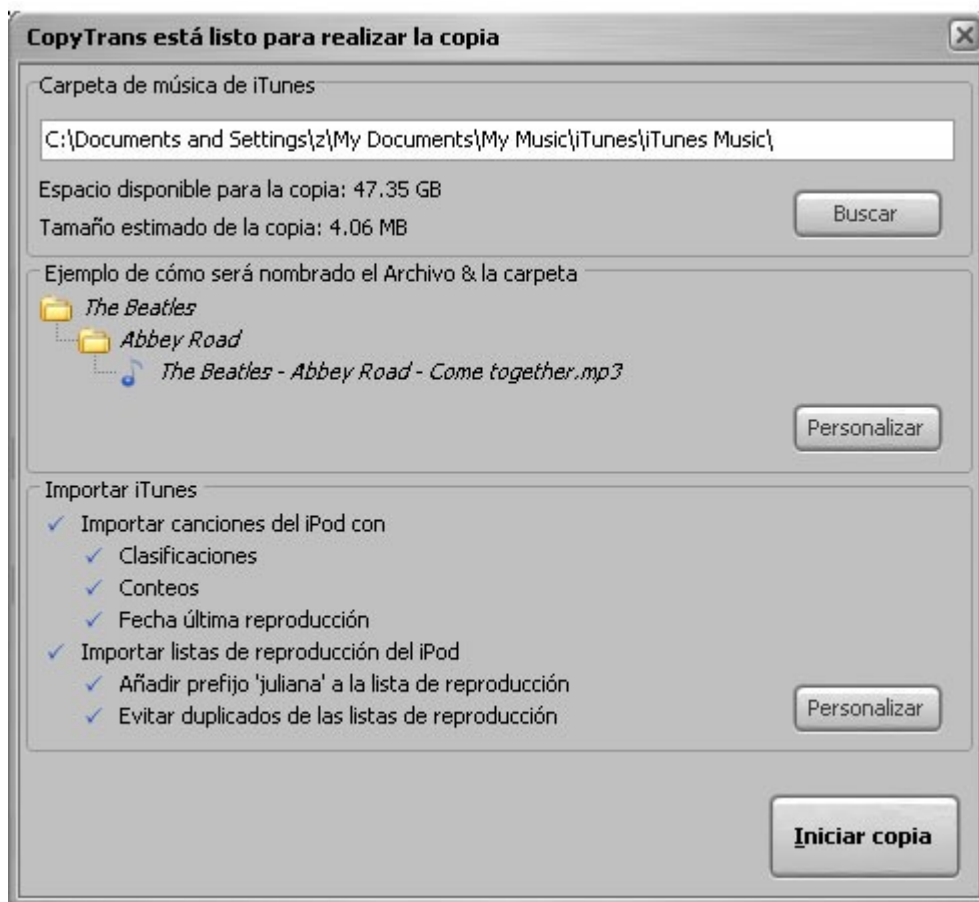 CopyTrans está listo para realizar la copia
Carpeta de música de iTunes
C:\Documents and Settings\z\My Documents\My Music\iTunes\iTunes Music\
Espacio disponible para la copia: 47.35 GB
Buscar
Tamaño estimado de la copia: 4.06 MB
Ejemplo de cómo será nombrado el Archivo & la carpeta
The Beatles
Abbey Road
The Beatles - Abbey Road - Come together.mp3
Personalizar
Importar iTunes
Importar canciones del iPod con
Clasificaciones
Conteos
Fecha última reproducción
Importar listas de reproducción del iPod
Añadir prefijo 'juliana' a la lista de reproducción
Evitar duplicados de las listas de reproducción
Personalizar
Iniciar copia